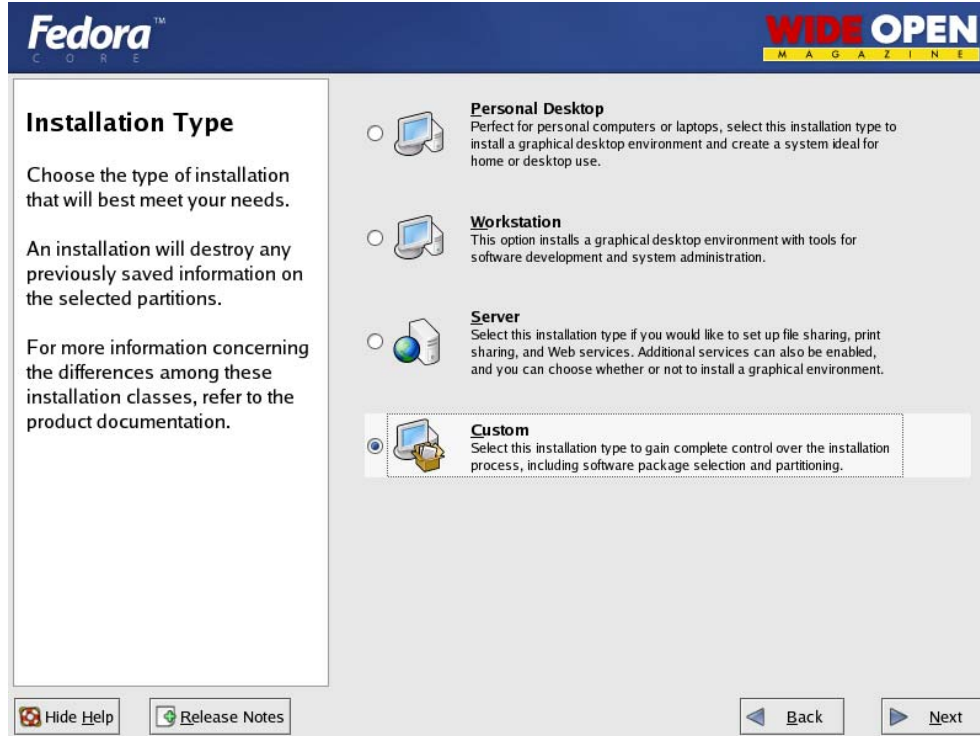 Fedora™
CORE
WIDE OPEN
MAGAZINE
Installation Type
Choose the type of installation
that will best meet your needs.
An installation will destroy any
previously saved information on
the selected partitions.
For more information concerning
the differences among these
installation classes, refer to the
product documentation.
Personal Desktop
Perfect for personal computers or laptops, select this installation type to
install a graphical desktop environment and create a system ideal for
home or desktop use.
Workstation
This option installs a graphical desktop environment with tools for
software development and system administration.
Server
Select this installation type if you would like to set up file sharing, print
sharing, and Web services. Additional services can also be enabled,
and you can choose whether or not to install a graphical environment.
Custom
Select this installation type to gain complete control over the installation
process, including software package selection and partitioning.
Hide Help
Release Notes
Back
Next